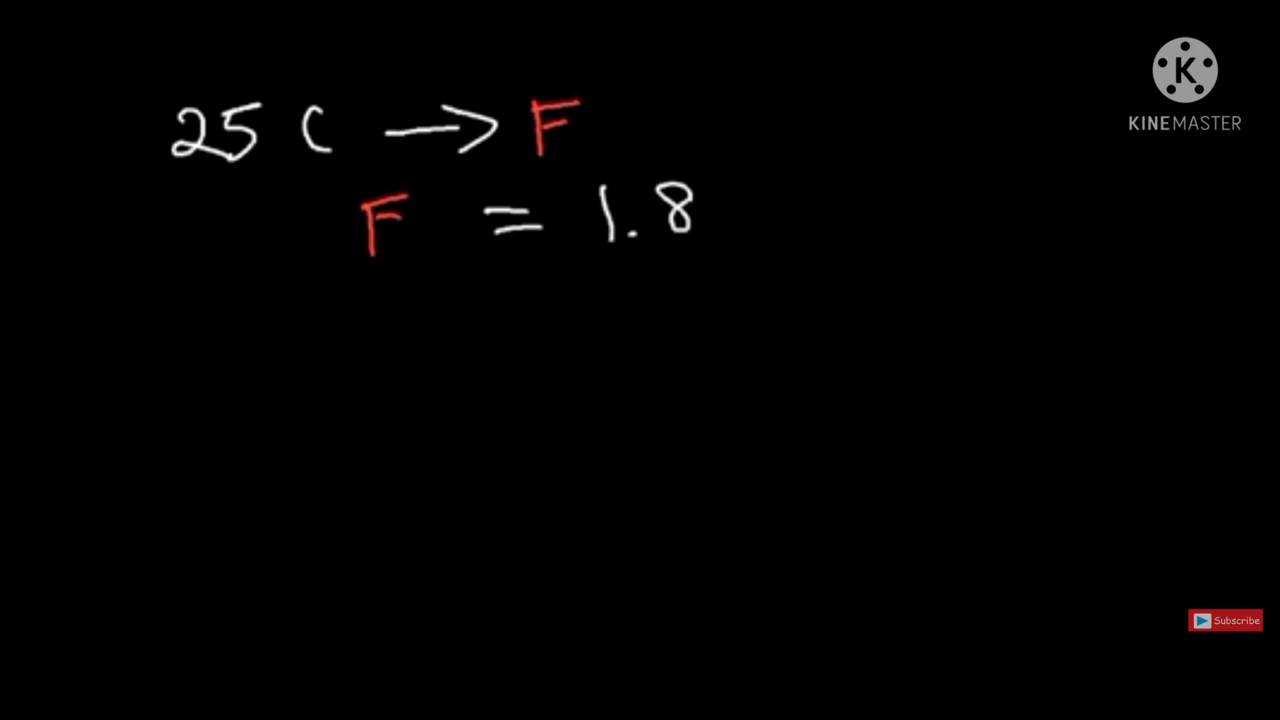 25 C → F
F = 1.8
K
KINEMASTER
Subscribe